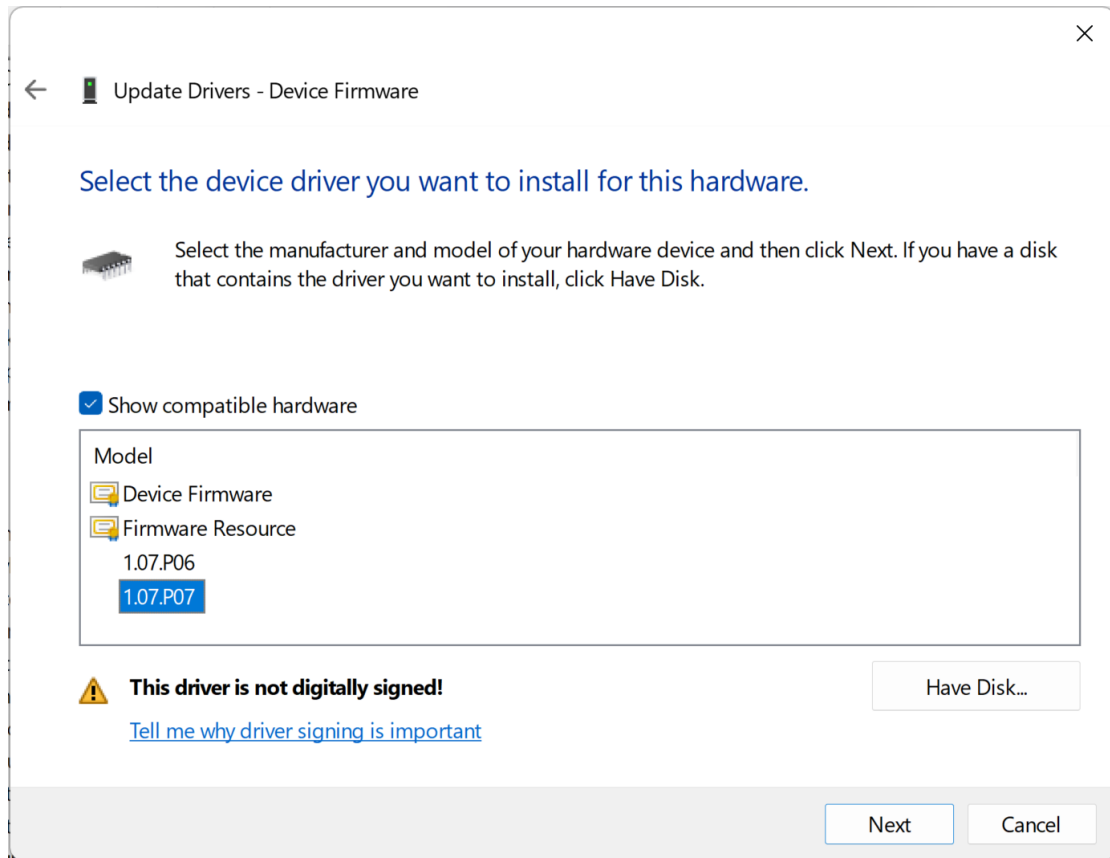 Update Drivers - Device Firmware
Select the device driver you want to install for this hardware.
Select the manufacturer and model of your hardware device and then click Next. If you have a disk
that contains the driver you want to install, click Have Disk.
Show compatible hardware
Model
Device Firmware
Firmware Resource
1.07.P06
1.07.P07
This driver is not digitally signed!
Have Disk...
Tell me why driver signing is important
Next
Cancel